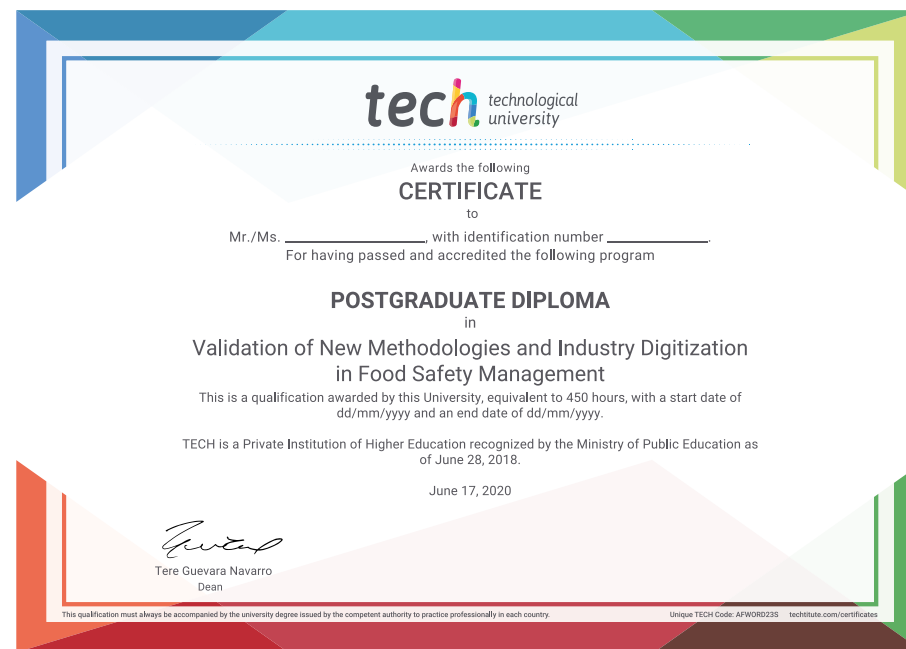 tech technological
university
Awards the following
CERTIFICATE
to
Mr./Ms. ____________________, with identification number ______________.
For having passed and accredited the following program
POSTGRADUATE DIPLOMA
in
Validation of New Methodologies and Industry Digitization
in Food Safety Management
This is a qualification awarded by this University, equivalent to 450 hours, with a start date of
dd/mm/yyyy and an end date of dd/mm/yyyy.
TECH is a Private Institution of Higher Education recognized by the Ministry of Public Education as
of June 28, 2018.
June 17, 2020
Tere Guevara Navarro
Dean
This qualification must always be accompanied by the university degree issued by the competent authority to practice professionally in each country.
Unique TECH Code: AFWORD23S techtitute.com/certificates